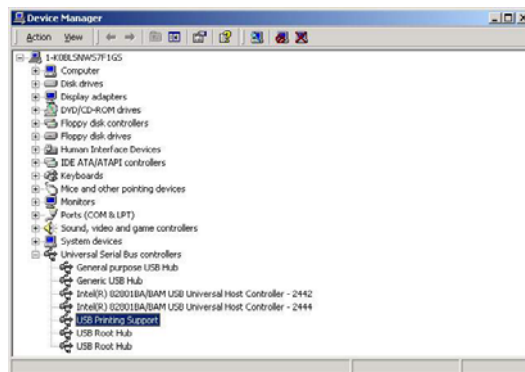 Device Manager
Action View
1-K0BLSNWS7F1GS
Computer
Disk drives
Display adapters
DVD/CD-ROM drives
Floppy disk controllers
Floppy disk drives
Human Interface Devices
IDE ATA/ATAPI controllers
Keyboards
Mice and other pointing devices
Monitors
Ports (COM & LPT)
Sound, video and game controllers
System devices
Universal Serial Bus controllers
General purpose USB Hub
Generic USB Hub
Intel(R) 82801BA/BAM USB Universal Host Controller - 2442
Intel(R) 82801BA/BAM USB Universal Host Controller - 2444
USB Printing Support
USB Root Hub
USB Root Hub